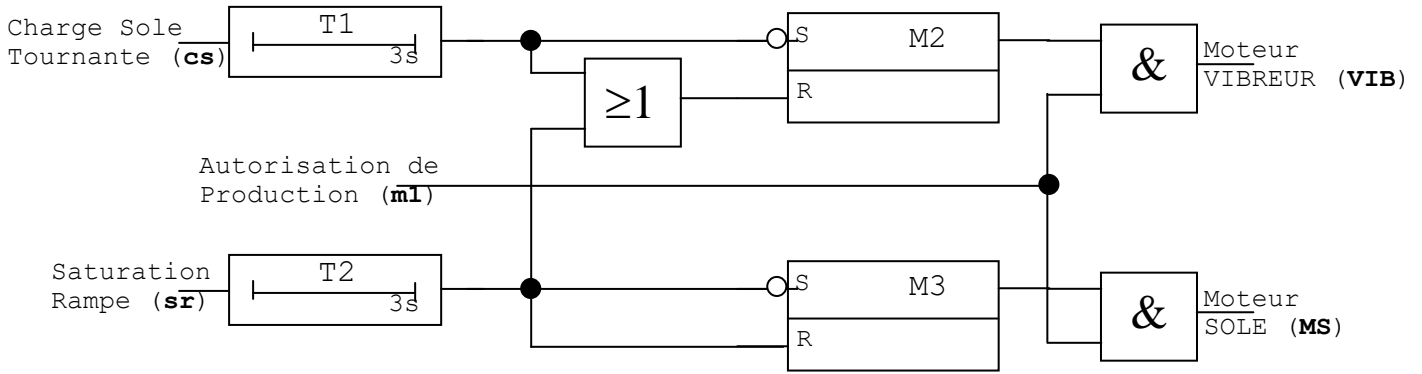 Charge Sole
Tournante (cs)
T1
3s
S
M2
R
≥1
&
Moteur
VIBREUR (VIB)
Autorisation de
Production (m1)
Saturation
Rampe (sr)
T2
3s
S
M3
R
&
Moteur
SOLE (MS)